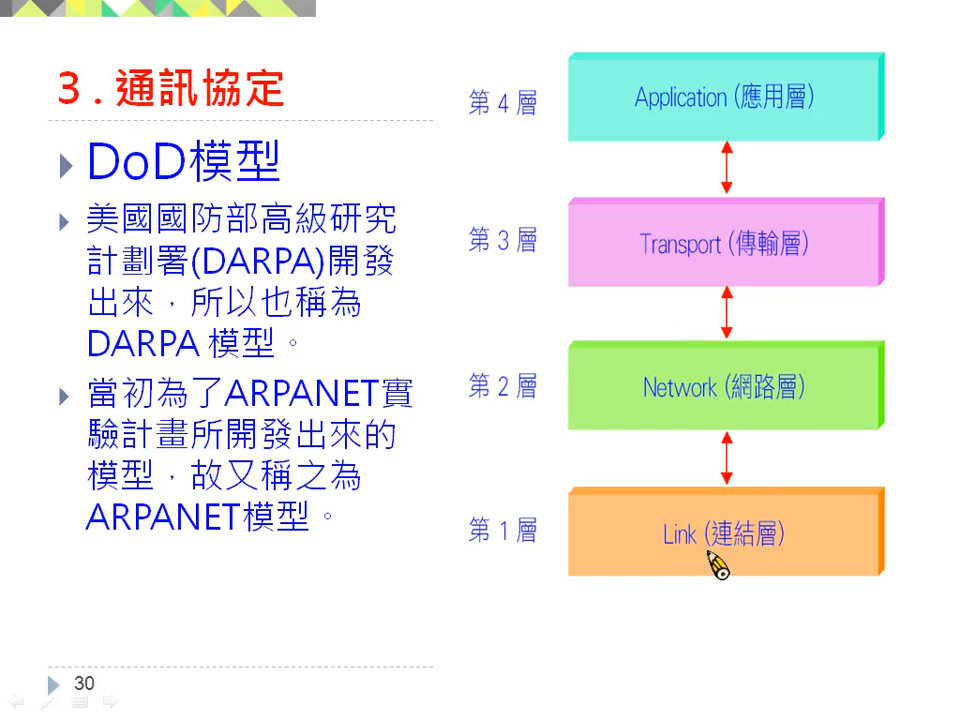 3 . 通訊協定
DoD模型
美國國防部高級研究
計劃署(DARPA)開發
出來，所以也稱為
DARPA 模型。
當初為了ARPANET實
驗計畫所開發出來的
模型，故又稱之為
ARPANET模型。
第 4 層
Application (應用層)
第 3 層
Transport (傳輸層)
第 2 層
Network (網路層)
第 1 層
Link (連結層)
30